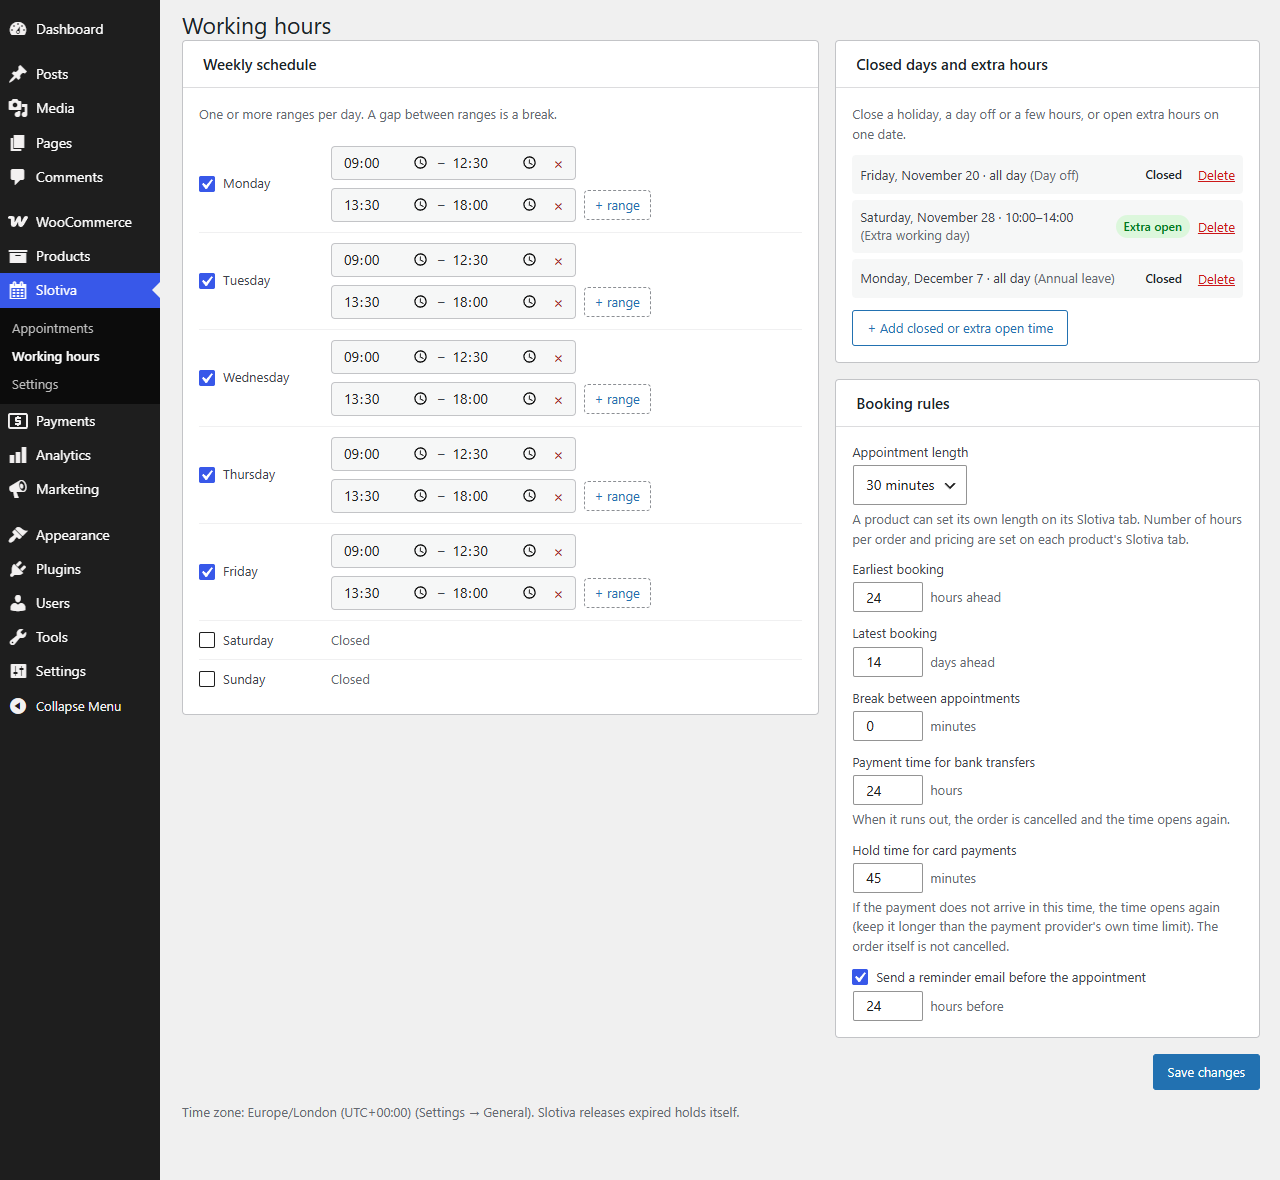 Dashboard
Posts
Media
Pages
Comments
WooCommerce
Products
Slotiva
Appointments
Working hours
Settings
Payments
Analytics
Marketing
Appearance
Plugins
Users
Tools
Settings
Collapse Menu
Working hours
Weekly schedule
One or more ranges per day. A gap between ranges is a break.
Monday
09:00 – 12:30 ×
13:30 – 18:00 × + range
Tuesday
09:00 – 12:30 ×
13:30 – 18:00 × + range
Wednesday
09:00 – 12:30 ×
13:30 – 18:00 × + range
Thursday
09:00 – 12:30 ×
13:30 – 18:00 × + range
Friday
09:00 – 12:30 ×
13:30 – 18:00 × + range
Saturday Closed
Sunday Closed
Closed days and extra hours
Close a holiday, a day off or a few hours, or open extra hours on
one date.
Friday, November 20 · all day (Day off) Closed Delete
Saturday, November 28 · 10:00–14:00
(Extra working day) Extra open Delete
Monday, December 7 · all day (Annual leave) Closed Delete
+ Add closed or extra open time
Booking rules
Appointment length
30 minutes
A product can set its own length on its Slotiva tab. Number of hours
per order and pricing are set on each product's Slotiva tab.
Earliest booking
24 hours ahead
Latest booking
14 days ahead
Break between appointments
0 minutes
Payment time for bank transfers
24 hours
When it runs out, the order is cancelled and the time opens again.
Hold time for card payments
45 minutes
If the payment does not arrive in this time, the time opens again
(keep it longer than the payment provider's own time limit). The
order itself is not cancelled.
Send a reminder email before the appointment
24 hours before
Save changes
Time zone: Europe/London (UTC+00:00) (Settings → General). Slotiva releases expired holds itself.